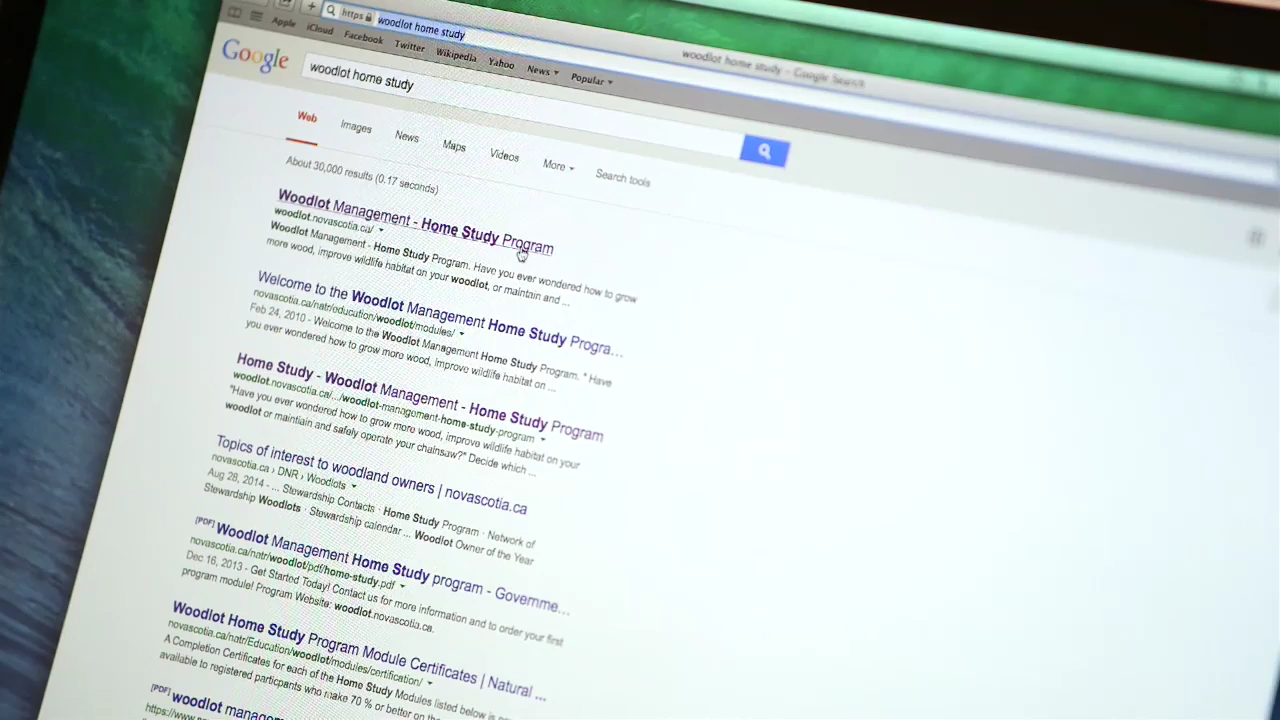 https woodlot home study
woodlot home study - Google Search
Apple iCloud Facebook Twitter Wikipedia Yahoo News Popular
Google
woodlot home study
Web Images News Maps Videos More Search tools
About 30,000 results (0.17 seconds)
Woodlot Management - Home Study Program
woodlot.novascotia.ca/
Woodlot Management - Home Study Program. Have you ever wondered how to grow
more wood, improve wildlife habitat on your woodlot, or maintain and ...
Welcome to the Woodlot Management Home Study Progra...
novascotia.ca/natr/education/woodlot/modules/
Feb 24, 2010 - Welcome to the Woodlot Management Home Study Program. " Have
you ever wondered how to grow more wood, improve wildlife habitat on ...
Home Study - Woodlot Management - Home Study Program
woodlot.novascotia.ca/.../woodlot-management-home-study-program
"Have you ever wondered how to grow more wood, improve wildlife habitat on your
woodlot or maintiain and safely operate your chainsaw?" Decide which ...
Topics of interest to woodland owners | novascotia.ca
novascotia.ca › DNR › Woodlots
Aug 28, 2014 - ... Stewardship Contacts · Home Study Program · Network of
Stewardship Woodlots · Stewardship calendar ... Woodlot Owner of the Year
[PDF] Woodlot Management Home Study program - Governme...
novascotia.ca/natr/woodlot/pdf/home-study.pdf
Dec 16, 2013 - Get Started Today! Contact us for more information and to order your first
program module! Program Website: woodlot.novascotia.ca.
Woodlot Home Study Program Module Certificates | Natural ...
novascotia.ca/natr/Education/woodlot/modules/certification/
A Completion Certificates for each of the Home Study Modules listed below is
available to registered particpants who make 70 % or better on the
[PDF] woodlot manage
https://www